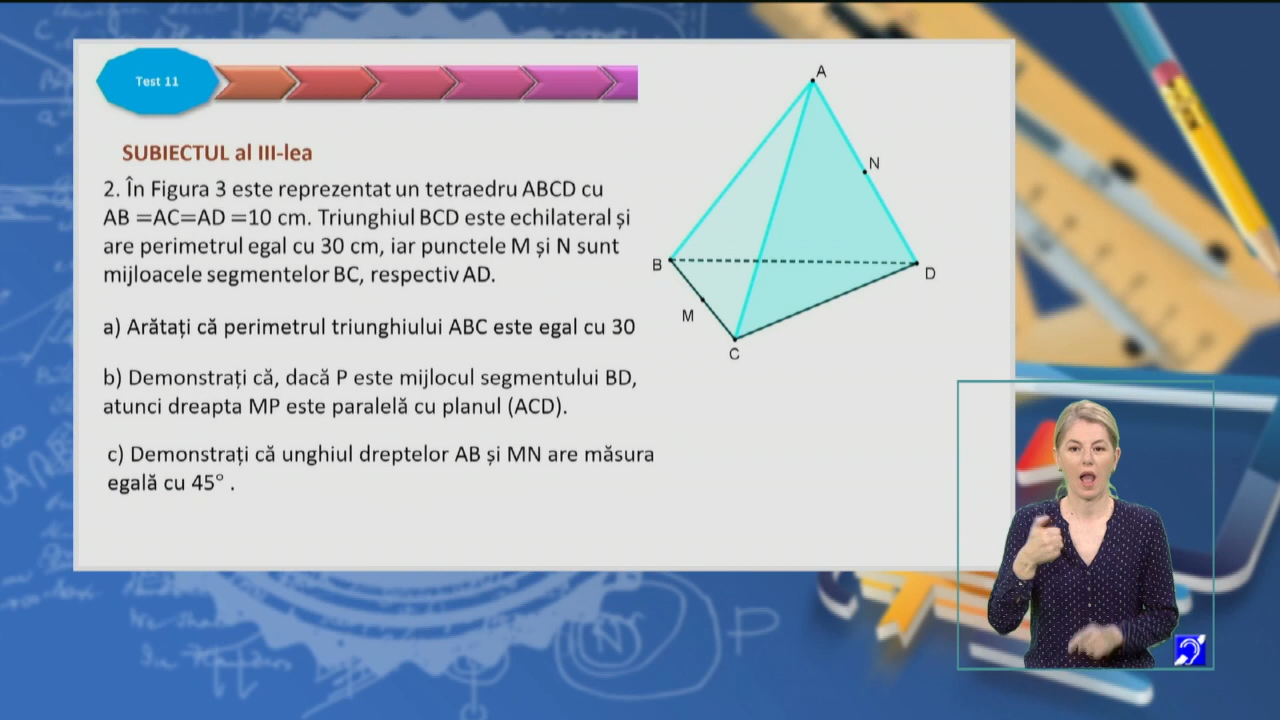 Test 11
SUBIECTUL al III-lea
2. În Figura 3 este reprezentat un tetraedru ABCD cu
AB =AC=AD =10 cm. Triunghiul BCD este echilateral și
are perimetrul egal cu 30 cm, iar punctele M și N sunt
mijloacele segmentelor BC, respectiv AD.
a) Arătați că perimetrul triunghiului ABC este egal cu 30
b) Demonstrați că, dacă P este mijlocul segmentului BD,
atunci dreapta MP este paralelă cu planul (ACD).
c) Demonstrați că unghiul dreptelor AB și MN are măsura
egală cu 45° .
A
N
B
D
M
C
N
P